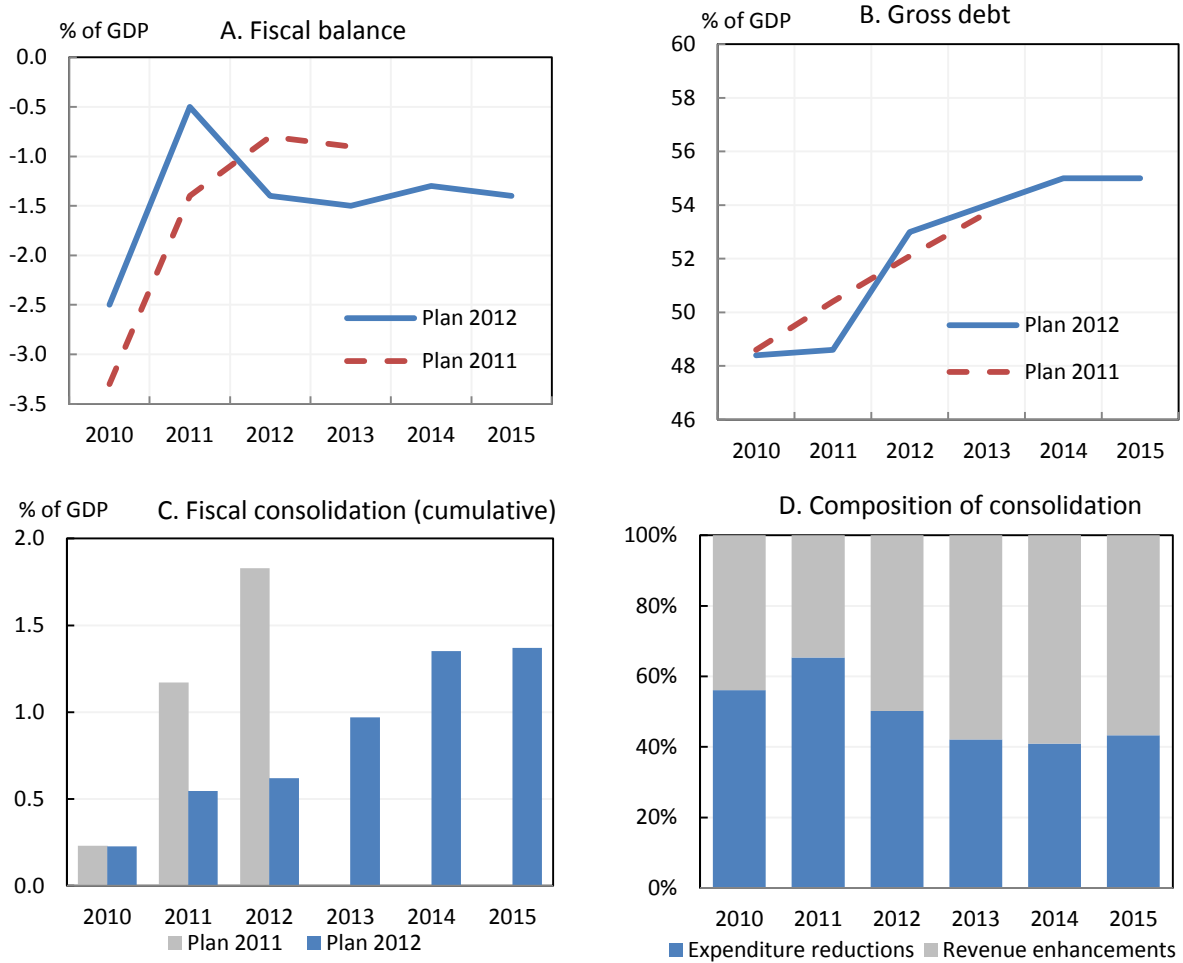 % of GDP
A. Fiscal balance
0.0
-0.5
-1.0
-1.5
-2.0
-2.5
-3.0
-3.5
Plan 2012
Plan 2011
2010 2011 2012 2013 2014 2015
B. Gross debt
% of GDP
60
58
56
54
52
50
48
46
Plan 2012
Plan 2011
2010 2011 2012 2013 2014 2015
% of GDP
C. Fiscal consolidation (cumulative)
2.0
1.5
1.0
0.5
0.0
2010 2011 2012 2013 2014 2015
Plan 2011 Plan 2012
D. Composition of consolidation
100%
80%
60%
40%
20%
0%
2010 2011 2012 2013 2014 2015
Expenditure reductions Revenue enhancements